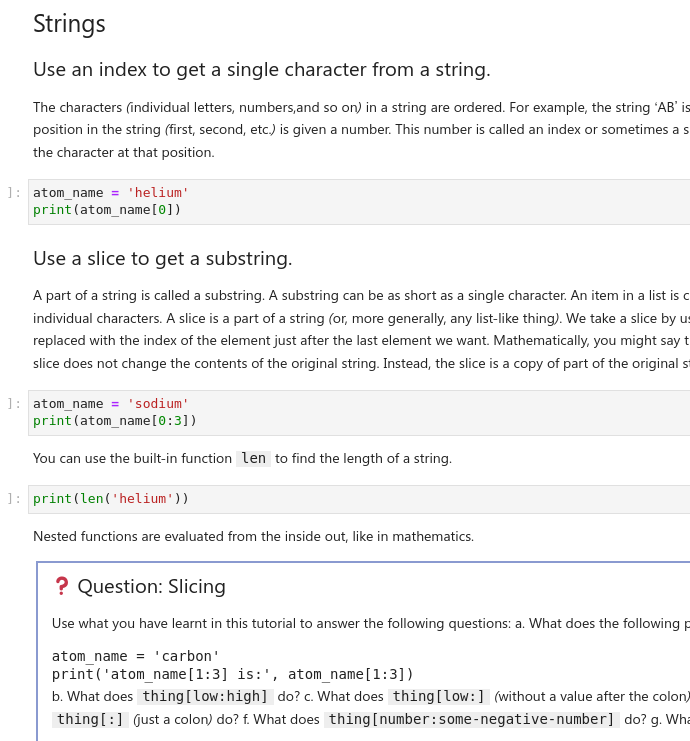 Strings
Use an index to get a single character from a string.
The characters (individual letters, numbers,and so on) in a string are ordered. For example, the string ‘AB’ is
position in the string (first, second, etc.) is given a number. This number is called an index or sometimes a
the character at that position.
]: atom_name = 'helium'
print(atom_name[0])
Use a slice to get a substring.
A part of a string is called a substring. A substring can be as short as a single character. An item in a list is
individual characters. A slice is a part of a string (or, more generally, any list-like thing). We take a slice by
replaced with the index of the element just after the last element we want. Mathematically, you might say
slice does not change the contents of the original string. Instead, the slice is a copy of part of the original
]: atom_name = 'sodium'
print(atom_name[0:3])
You can use the built-in function len to find the length of a string.
]: print(len('helium'))
Nested functions are evaluated from the inside out, like in mathematics.
❓ Question: Slicing
Use what you have learnt in this tutorial to answer the following questions: a. What does the following
atom_name = 'carbon'
print('atom_name[1:3] is:', atom_name[1:3])
b. What does thing[low:high] do? c. What does thing[low:] (without a value after the colon)
thing[:] (just a colon) do? f. What does thing[number:some-negative-number] do? g.